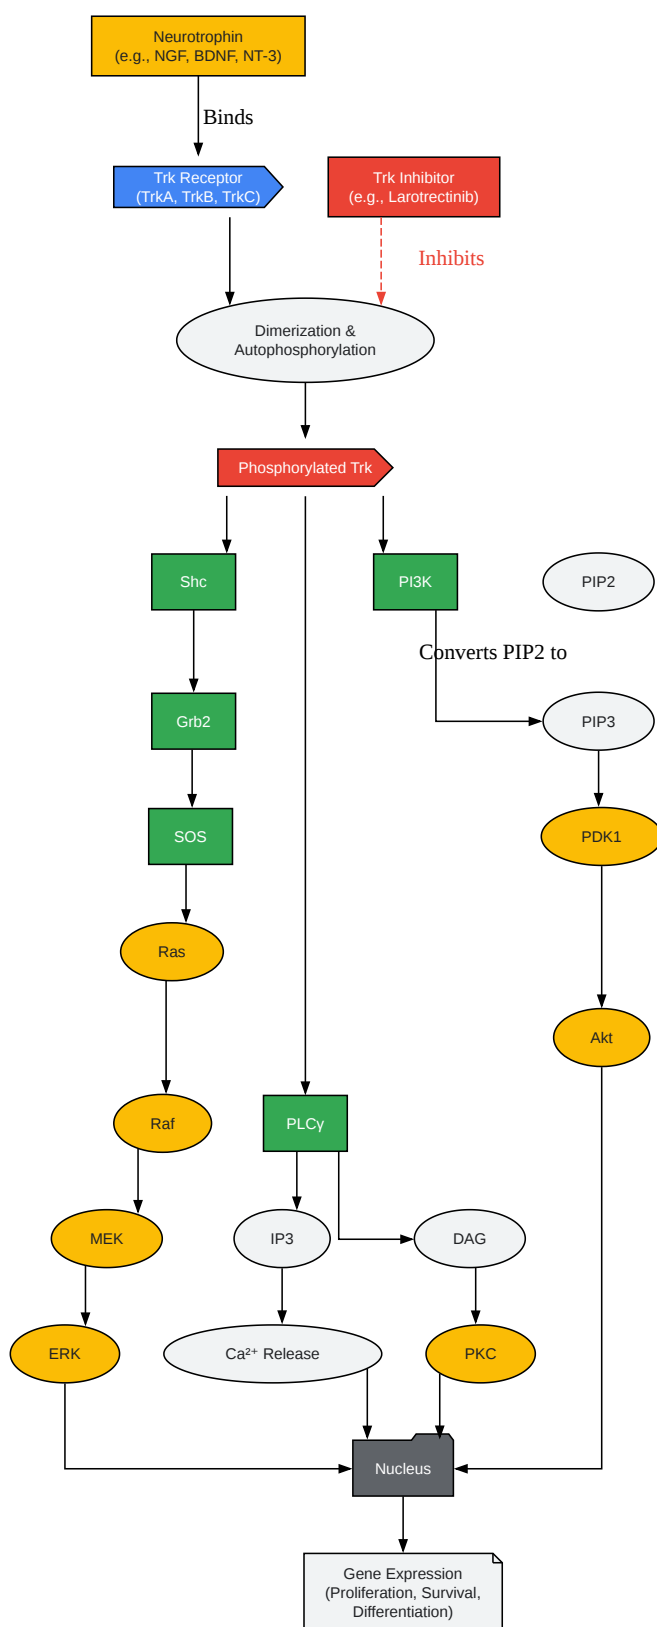 Neurotrophin
(e.g., NGF, BDNF, NT-3)
Binds
Trk Receptor
(TrkA, TrkB, TrkC)
Trk Inhibitor
(e.g., Larotrectinib)
Inhibits
Dimerization &
Autophosphorylation
Phosphorylated Trk
Shc
PI3K
PIP2
Converts PIP2 to
Grb2
PIP3
SOS
PDK1
Ras
Akt
Raf
PLCγ
MEK
IP3
DAG
ERK
Ca²⁺ Release
PKC
Nucleus
Gene Expression
(Proliferation, Survival,
Differentiation)